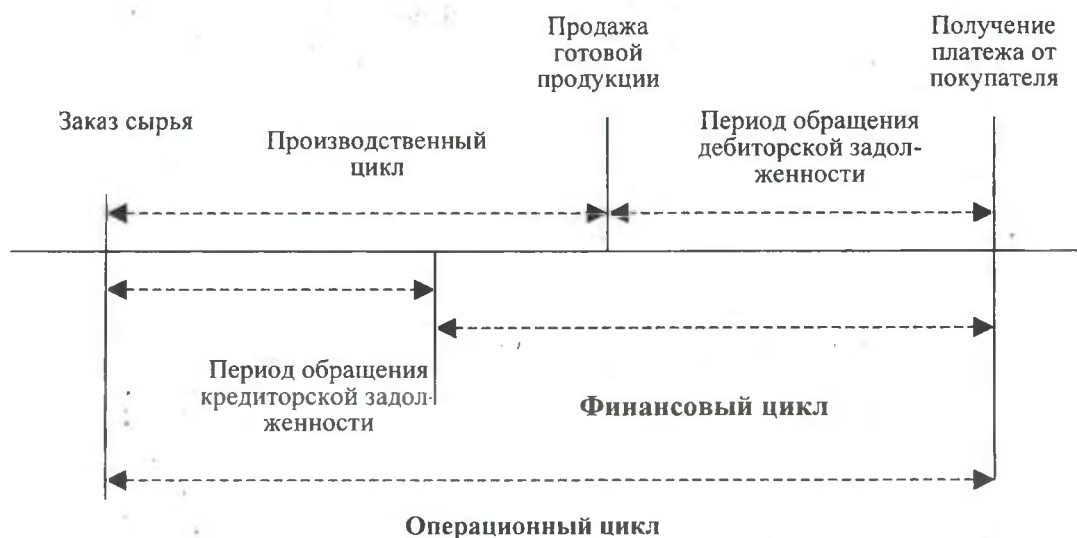 Продажа
готовой
продукции
Получение
платежа от
покупателя
Заказ сырья
Производственный
цикл
Период обращения
дебиторской задол-
женности
Период обращения
кредиторской задол-
женности
Финансовый цикл
Операционный цикл